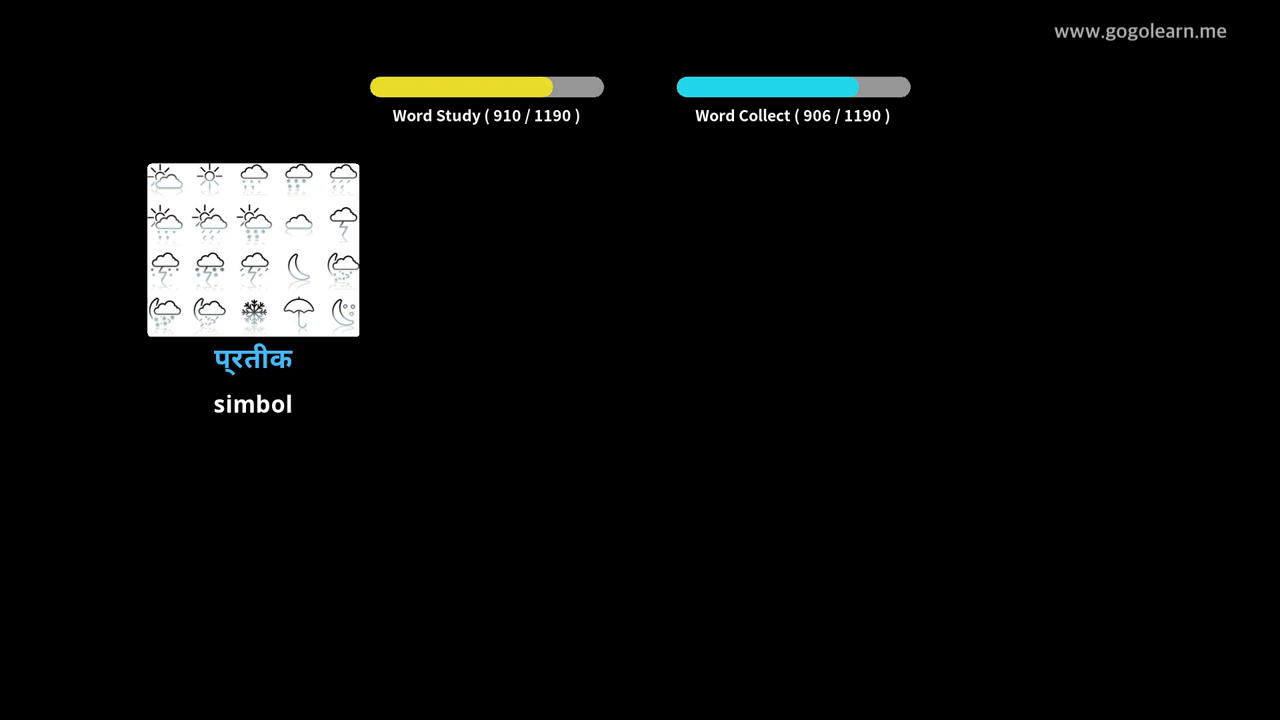 www.gogolearn.me
Word Study ( 910 / 1190 )
Word Collect ( 906 / 1190 )
प्रतीक
simbol